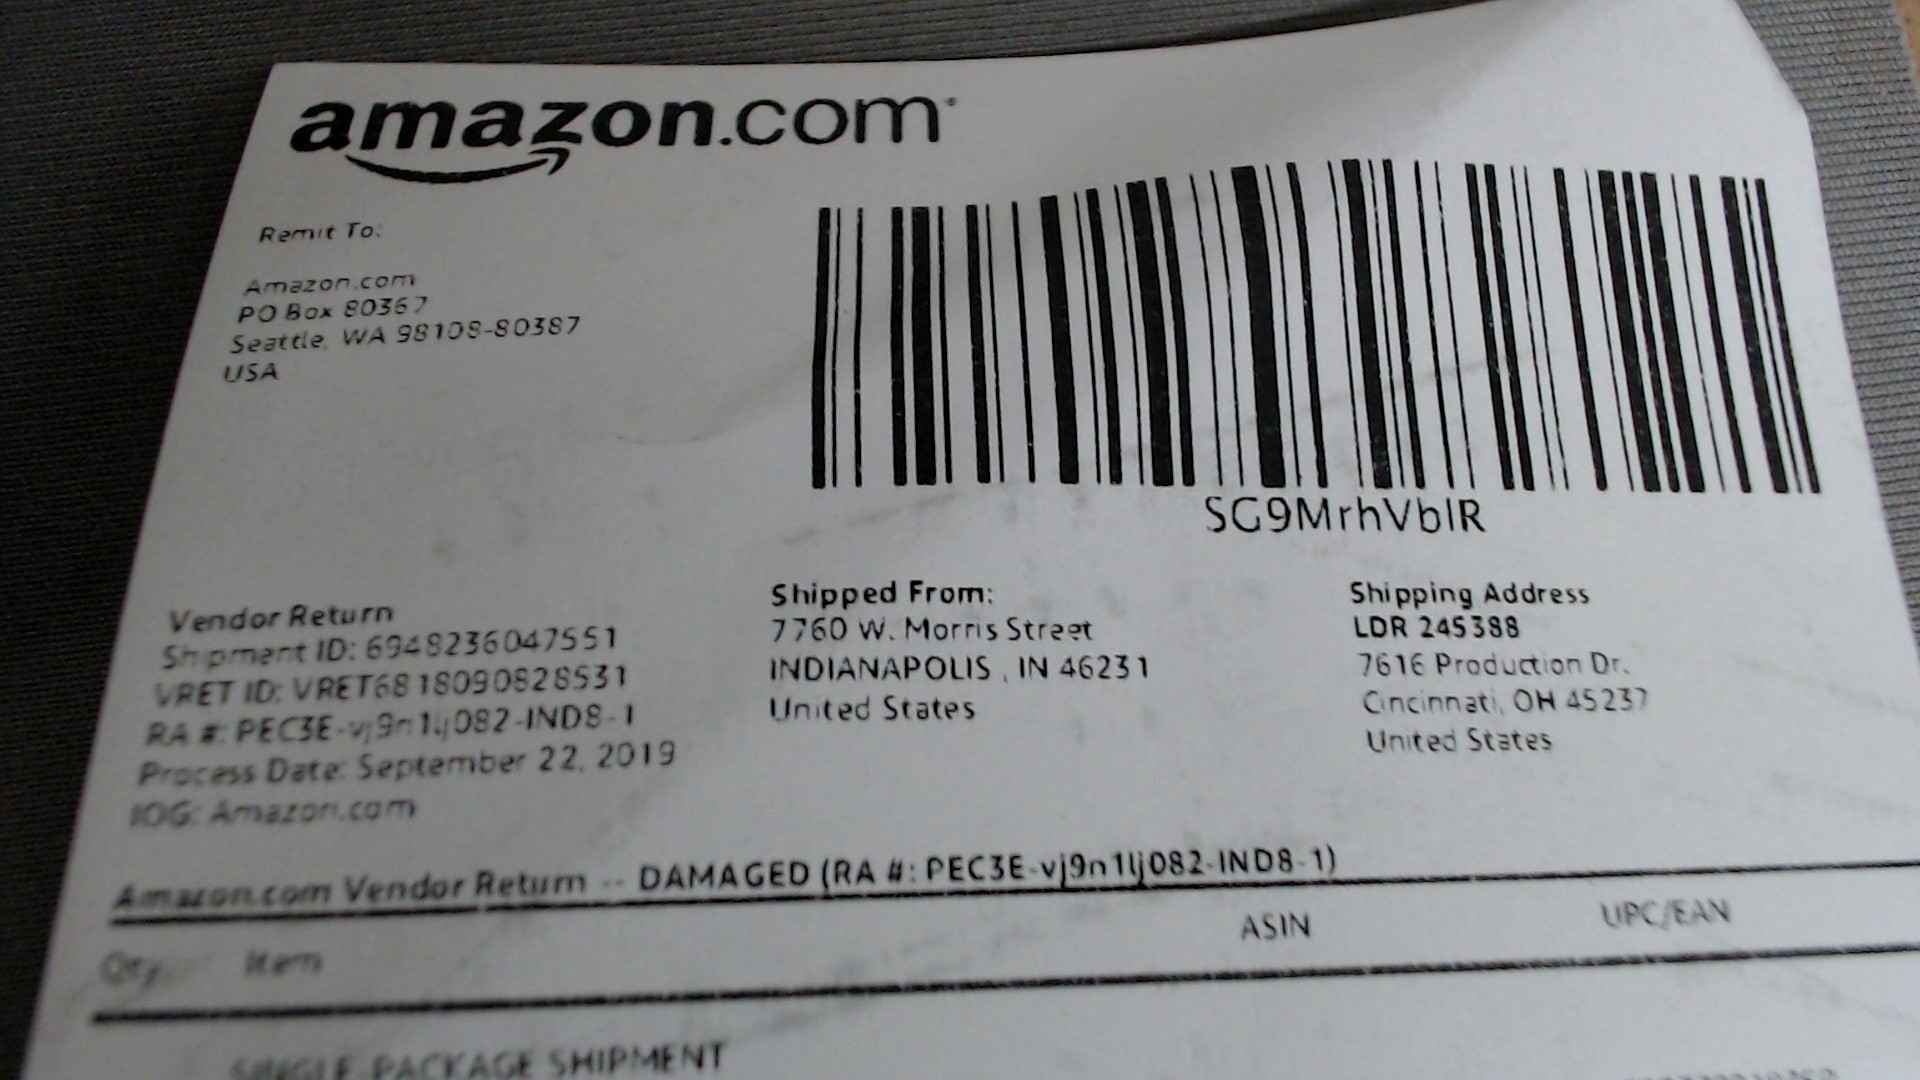 amazon.com
Remit To:
Amazon.com
PO Box 80367
Seattle, WA 98108-80387
USA
SG9MrhVblR
Vendor Return
Shipment ID: 6948236047551
VRET ID: VRET6818090828531
RA #: PEC3E-vj9n1lj082-IND8-1
Process Date: September 22, 2019
IOG: Amazon.com
Shipped From:
7760 W. Morris Street
INDIANAPOLIS , IN 46231
United States
Shipping Address
LDR 245388
7616 Production Dr.
Cincinnati, OH 45237
United States
Amazon.com Vendor Return -- DAMAGED (RA #: PEC3E-vj9n1lj082-IND8-1)
Qty Item ASIN UPC/EAN
SINGLE-PACKAGE SHIPMENT